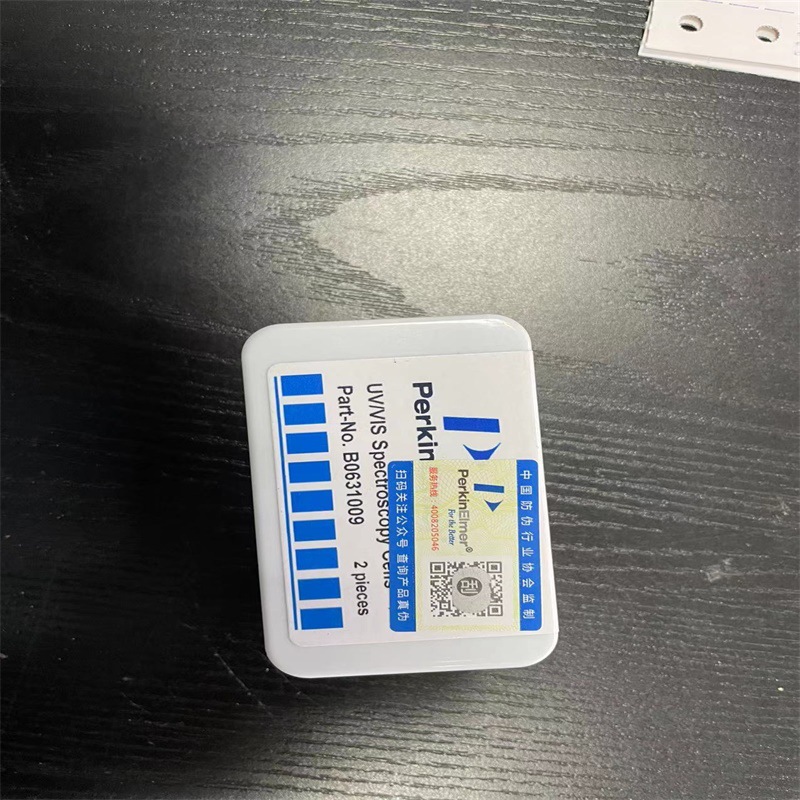 Perkin
UV/VIS Spectroscopy Cells
Part-No. B0631009
2 pieces
中国防伪行业协会监制
PerkinElmer®
For the Better
服务热线：4008205046
刮
扫码关注公众号 查询产品真伪